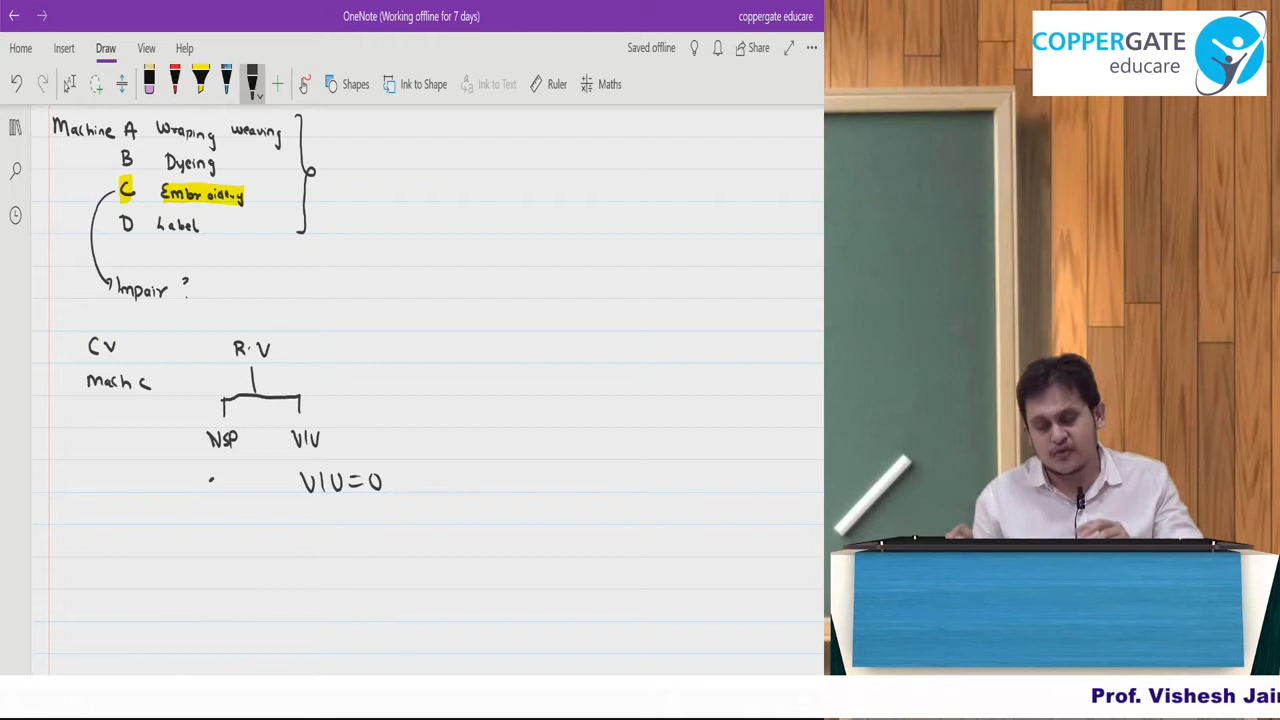 OneNote (Working offline for 7 days)
coppergate educare
Home Insert Draw View Help
Saved offline Share
Shapes Ink to Shape Ink to Text Ruler Maths
COPPERGATE
educare
Machine A Wraping weaving
B Dyeing
C Embroidery
D Label
Impair ?
CV R.V
Mach C
NSP VIU
VIU=0
Prof. Vishesh Jain